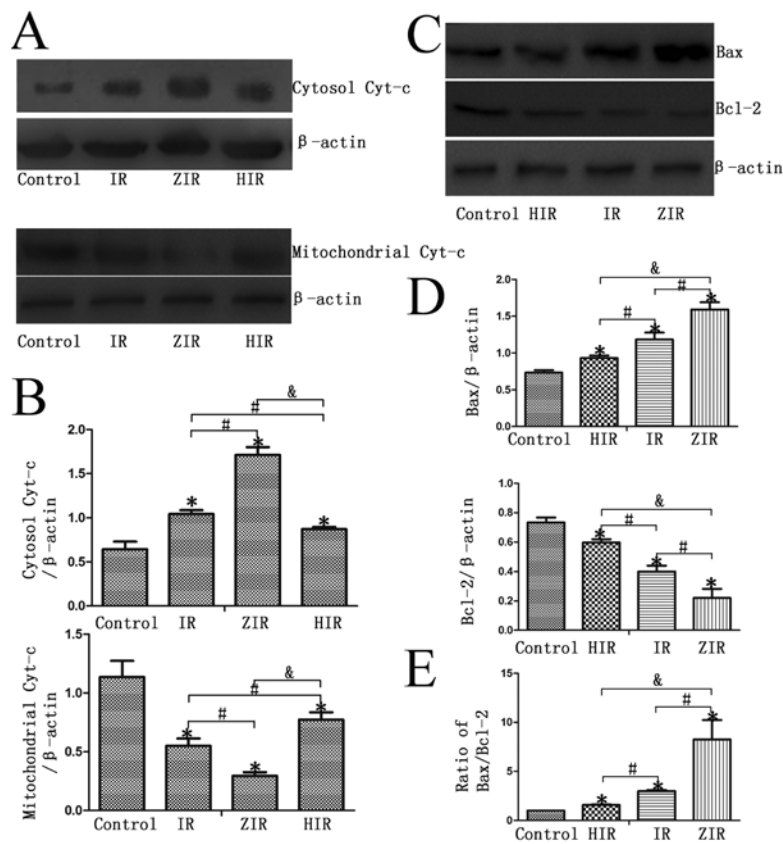 A
Cytosol Cyt-c
β-actin
Control IR ZIR HIR
Mitochondrial Cyt-c
β-actin
Control IR ZIR HIR
B
Cytosol Cyt-c
/β-actin
2.0
1.5
1.0
0.5
0.0
*
*
*
#
#
&
Control IR ZIR HIR
Mitochondrial Cyt-c
/β-actin
1.5
1.0
0.5
0.0
*
*
*
#
#
&
Control IR ZIR HIR
C
Bax
Bcl-2
β-actin
Control HIR IR ZIR
D
Bax/β-actin
2.0
1.5
1.0
0.5
0.0
*
*
*
#
#
&
Control HIR IR ZIR
Bcl-2/β-actin
0.8
0.6
0.4
0.2
0.0
*
*
*
#
#
&
Control HIR IR ZIR
E
Ratio of
Bax/Bcl-2
15
10
5
0
*
*
*
#
#
&
Control HIR IR ZIR